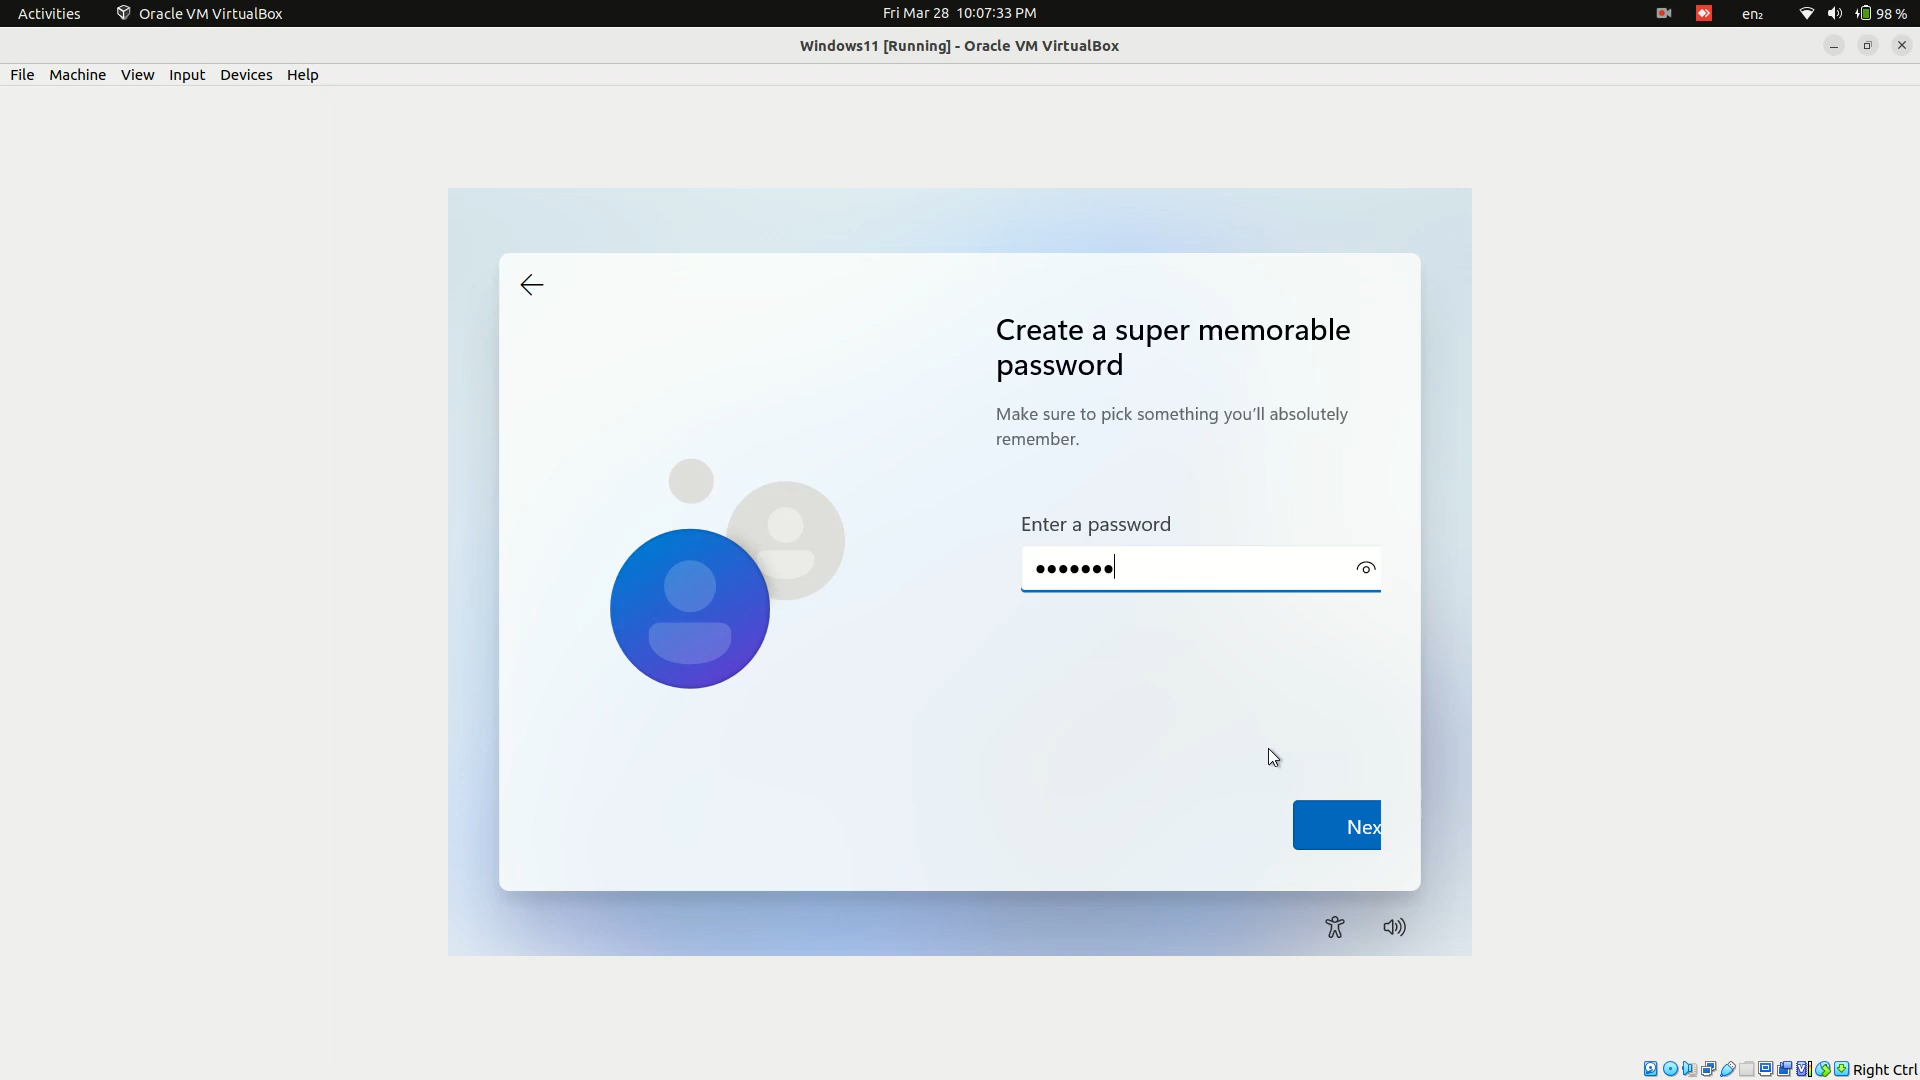 Activities Oracle VM VirtualBox Fri Mar 28 10:07:33 PM en₂ 98 %
Windows11 [Running] - Oracle VM VirtualBox
File Machine View Input Devices Help
Create a super memorable
password
Make sure to pick something you'll absolutely
remember.
Enter a password
●●●●●●●
Nex
Right Ctrl